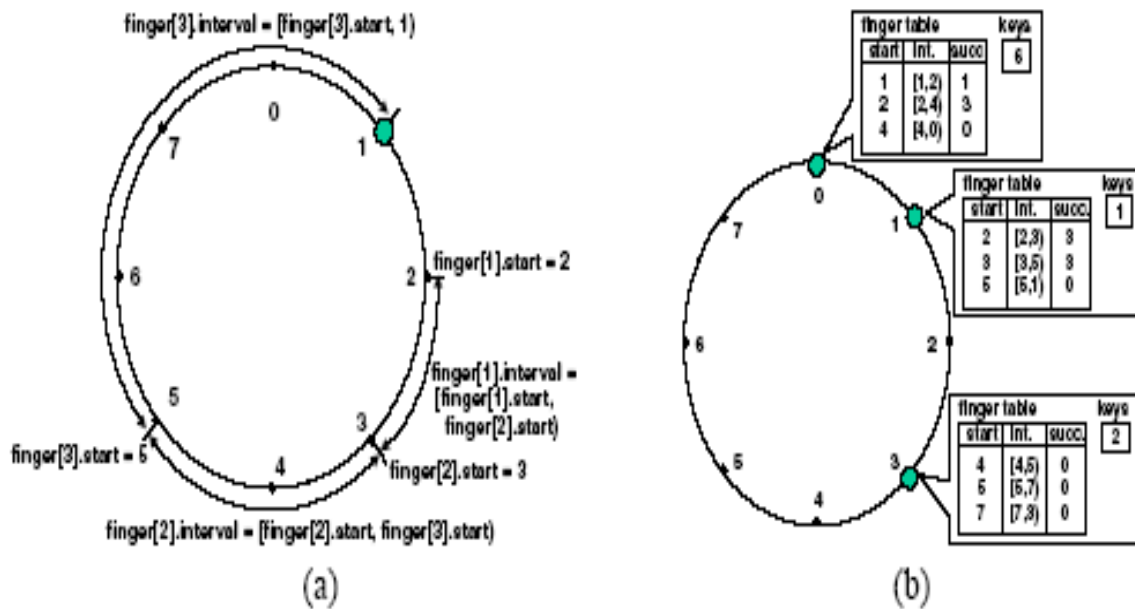 finger[3].interval = [finger[3].start, 1)
0
1
7
6
2
finger[1].start = 2
finger[1].interval =
[finger[1].start,
finger[2].start)
5
3
4
finger[3].start = 5
finger[2].start = 3
finger[2].interval = [finger[2].start, finger[3].start)
(a)
finger table keys
start int. succ. 6
1 [1,2) 1
2 [2,4) 3
4 [4,0) 0
0
finger table keys
start int. succ. 1
2 [2,3) 3
3 [3,5) 3
5 [5,1) 0
1
7
6
2
finger table keys
start int. succ. 2
4 [4,5) 0
5 [5,7) 0
7 [7,3) 0
3
5
4
(b)